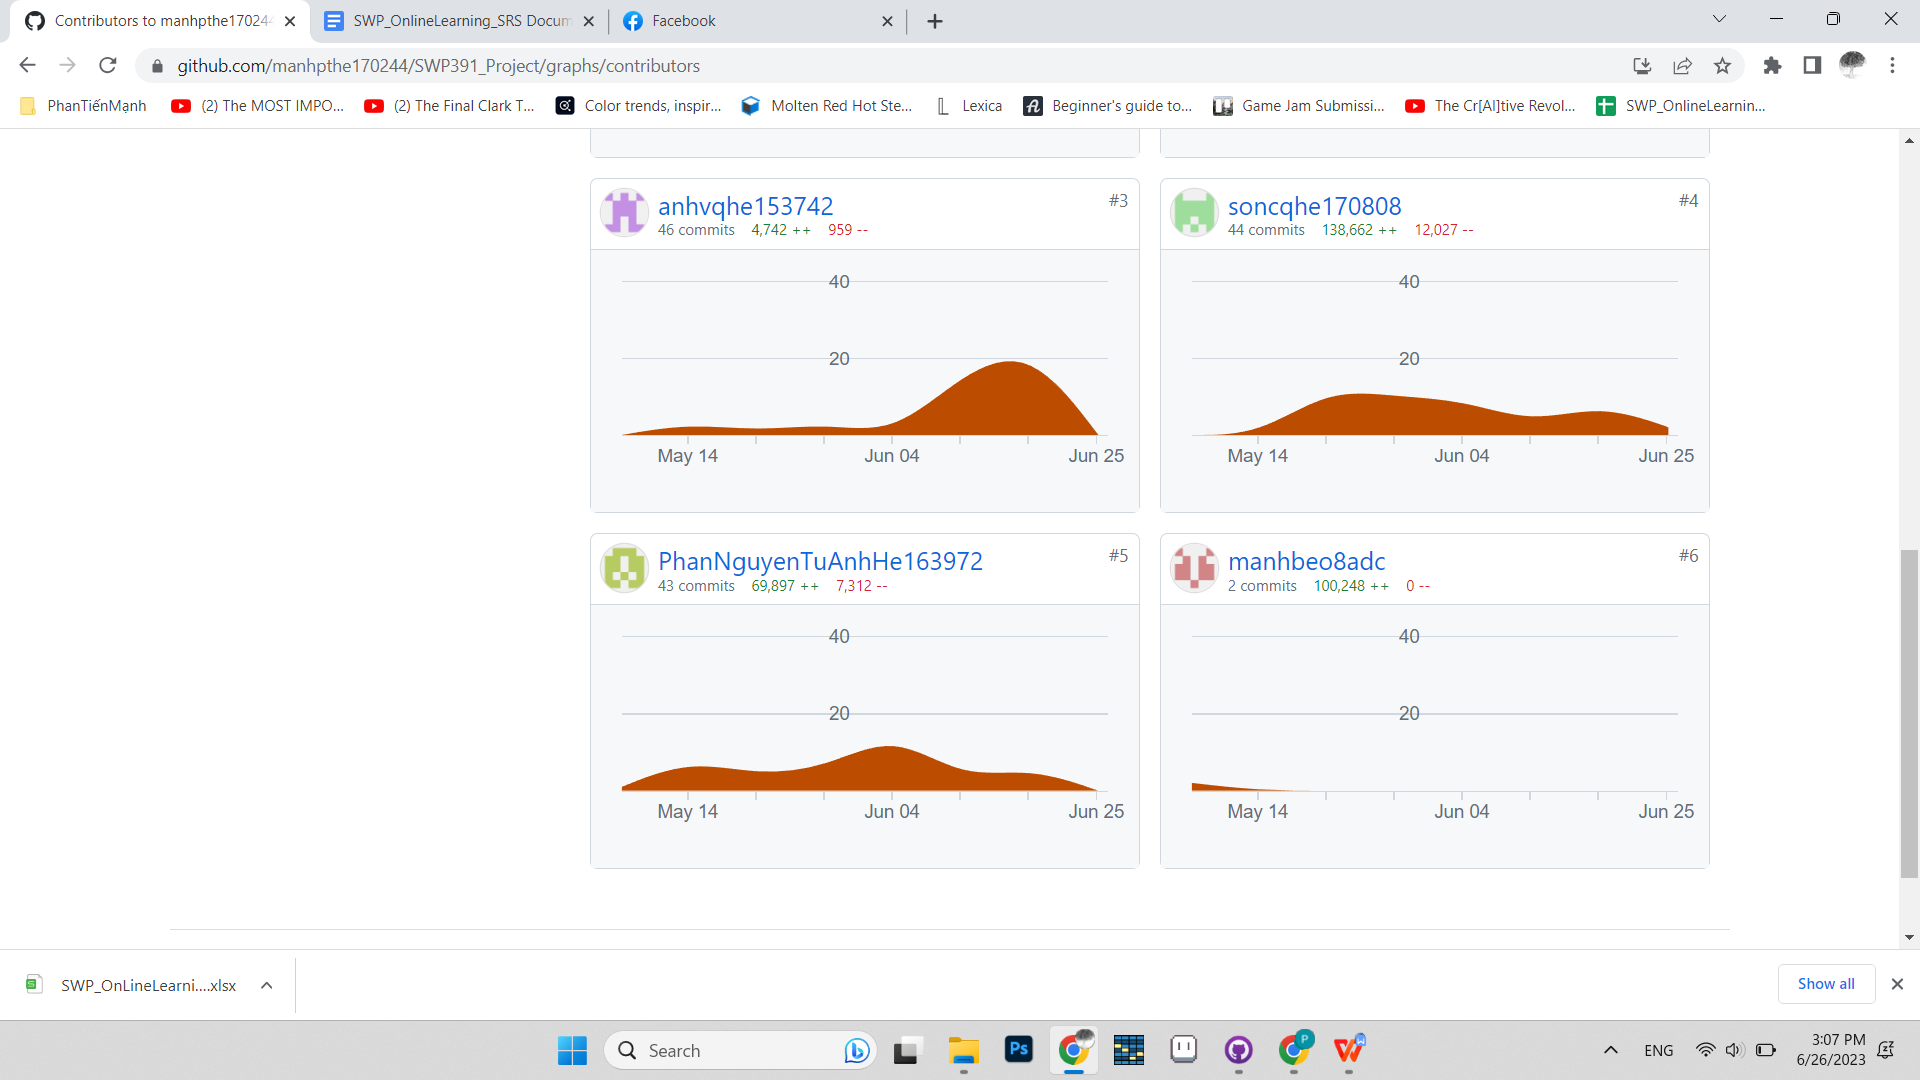 Contributors to manhpthe17024
SWP_OnlineLearning_SRS Docum
Facebook
github.com/manhpthe170244/SWP391_Project/graphs/contributors
PhanTiếnMạnh
(2) The MOST IMPO...
(2) The Final Clark T...
Color trends, inspir...
Molten Red Hot Ste...
Lexica
Beginner's guide to...
Game Jam Submissi...
The Cr[AI]tive Revol...
SWP_OnlineLearnin...
anhvqhe153742
#3
46 commits 4,742 ++ 959 --
40
20
May 14 Jun 04 Jun 25
soncqhe170808
#4
44 commits 138,662 ++ 12,027 --
40
20
May 14 Jun 04 Jun 25
PhanNguyenTuAnhHe163972
#5
43 commits 69,897 ++ 7,312 --
40
20
May 14 Jun 04 Jun 25
manhbeo8adc
#6
2 commits 100,248 ++ 0 --
40
20
May 14 Jun 04 Jun 25
SWP_OnLineLearni....xlsx
Show all
Search
Ps
P
ENG
3:07 PM
6/26/2023